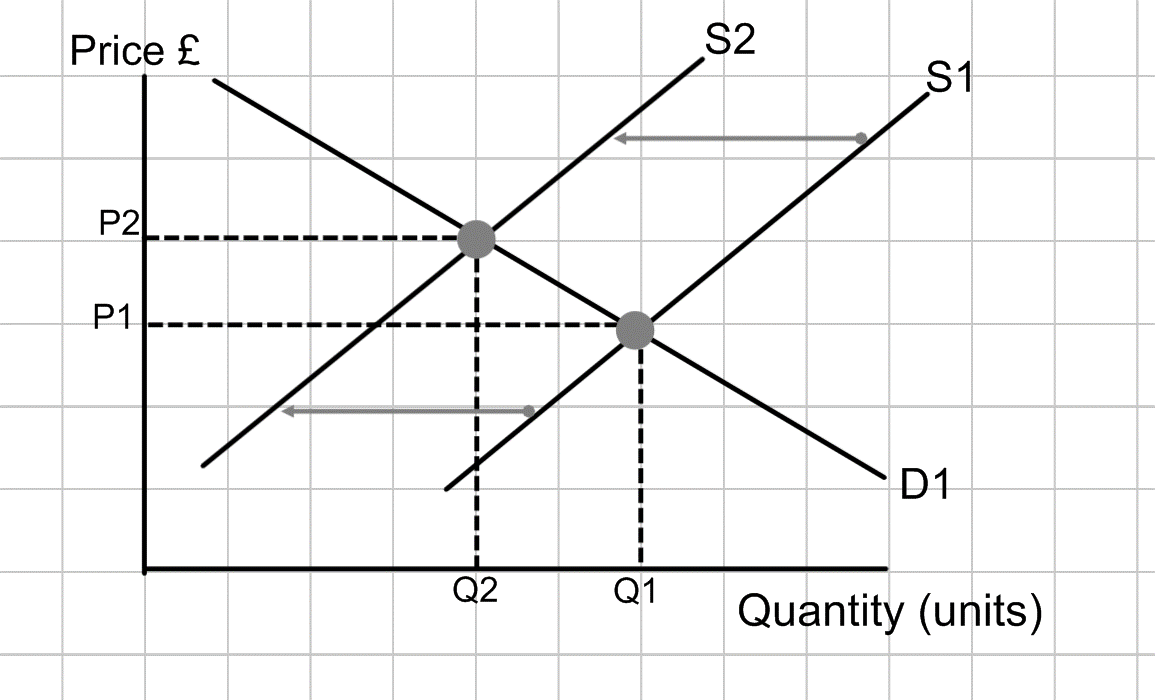 Price £
S2
S1
P2
P1
D1
Q2
Q1
Quantity (units)